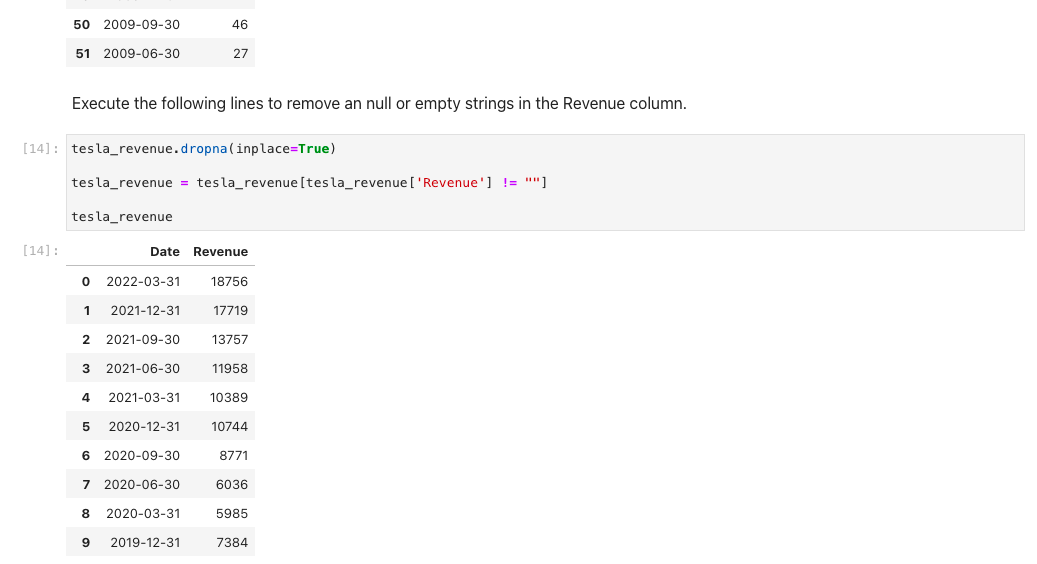 50 2009-09-30 46
51 2009-06-30 27
Execute the following lines to remove an null or empty strings in the Revenue column.
[14]: tesla_revenue.dropna(inplace=True)
tesla_revenue = tesla_revenue[tesla_revenue['Revenue'] != ""]
tesla_revenue
[14]: Date Revenue
0 2022-03-31 18756
1 2021-12-31 17719
2 2021-09-30 13757
3 2021-06-30 11958
4 2021-03-31 10389
5 2020-12-31 10744
6 2020-09-30 8771
7 2020-06-30 6036
8 2020-03-31 5985
9 2019-12-31 7384